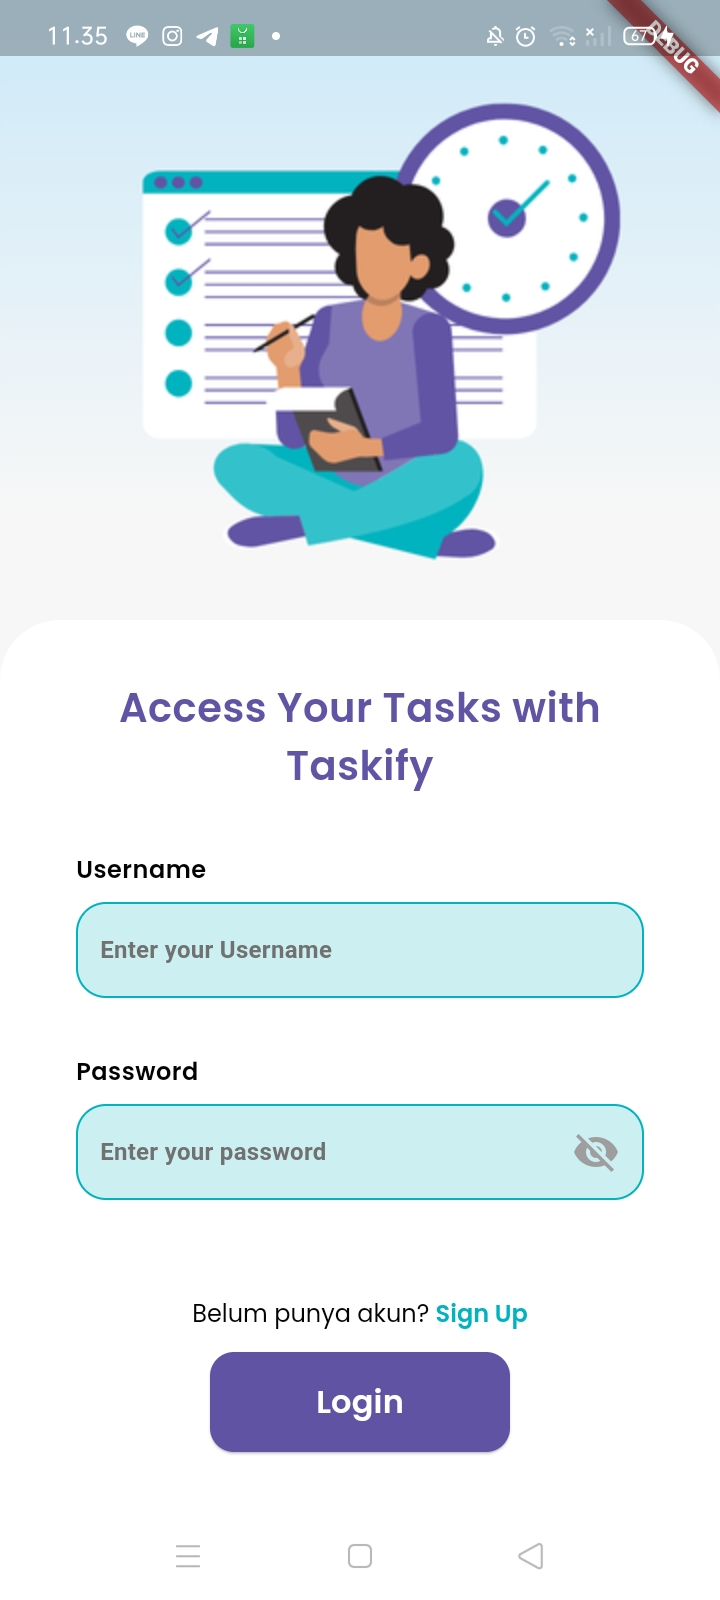 11.35
LINE
67
DEBUG
Access Your Tasks with
Taskify
Username
Enter your Username
Password
Enter your password
Belum punya akun? Sign Up
Login